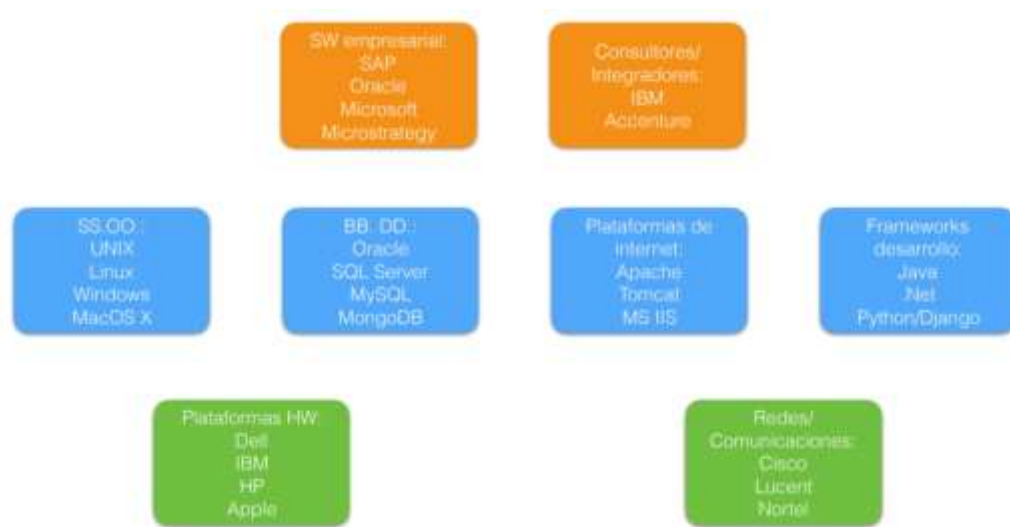 SW empresarial:
SAP
Oracle
Microsoft
Microstrategy
Consultores/
Integradores:
IBM
Accenture
SS.OO.:
UNIX
Linux
Windows
MacOS X
BB. DD.:
Oracle
SQL Server
MySQL
MongoDB
Plataformas de
internet:
Apache
Tomcat
MS IIS
Frameworks
desarrollo:
Java
.Net
Python/Django
Plataformas HW:
Dell
IBM
HP
Apple
Redes/
Comunicaciones:
Cisco
Lucent
Nortel